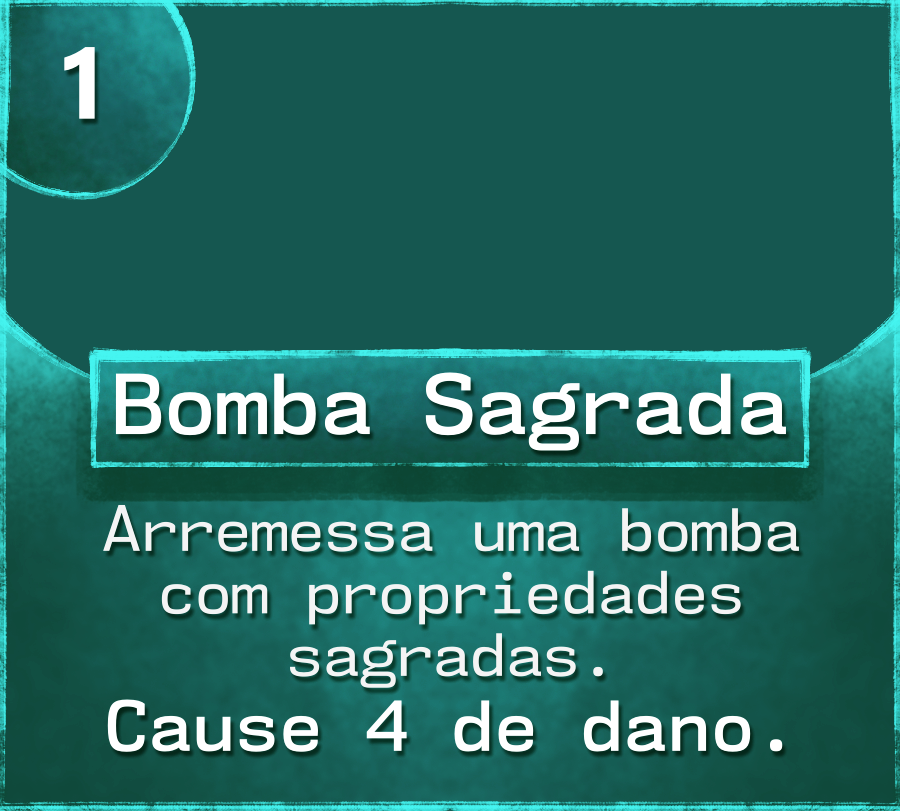 1
Bomba Sagrada
Arremessa uma bomba
com propriedades
sagradas.
Cause 4 de dano.